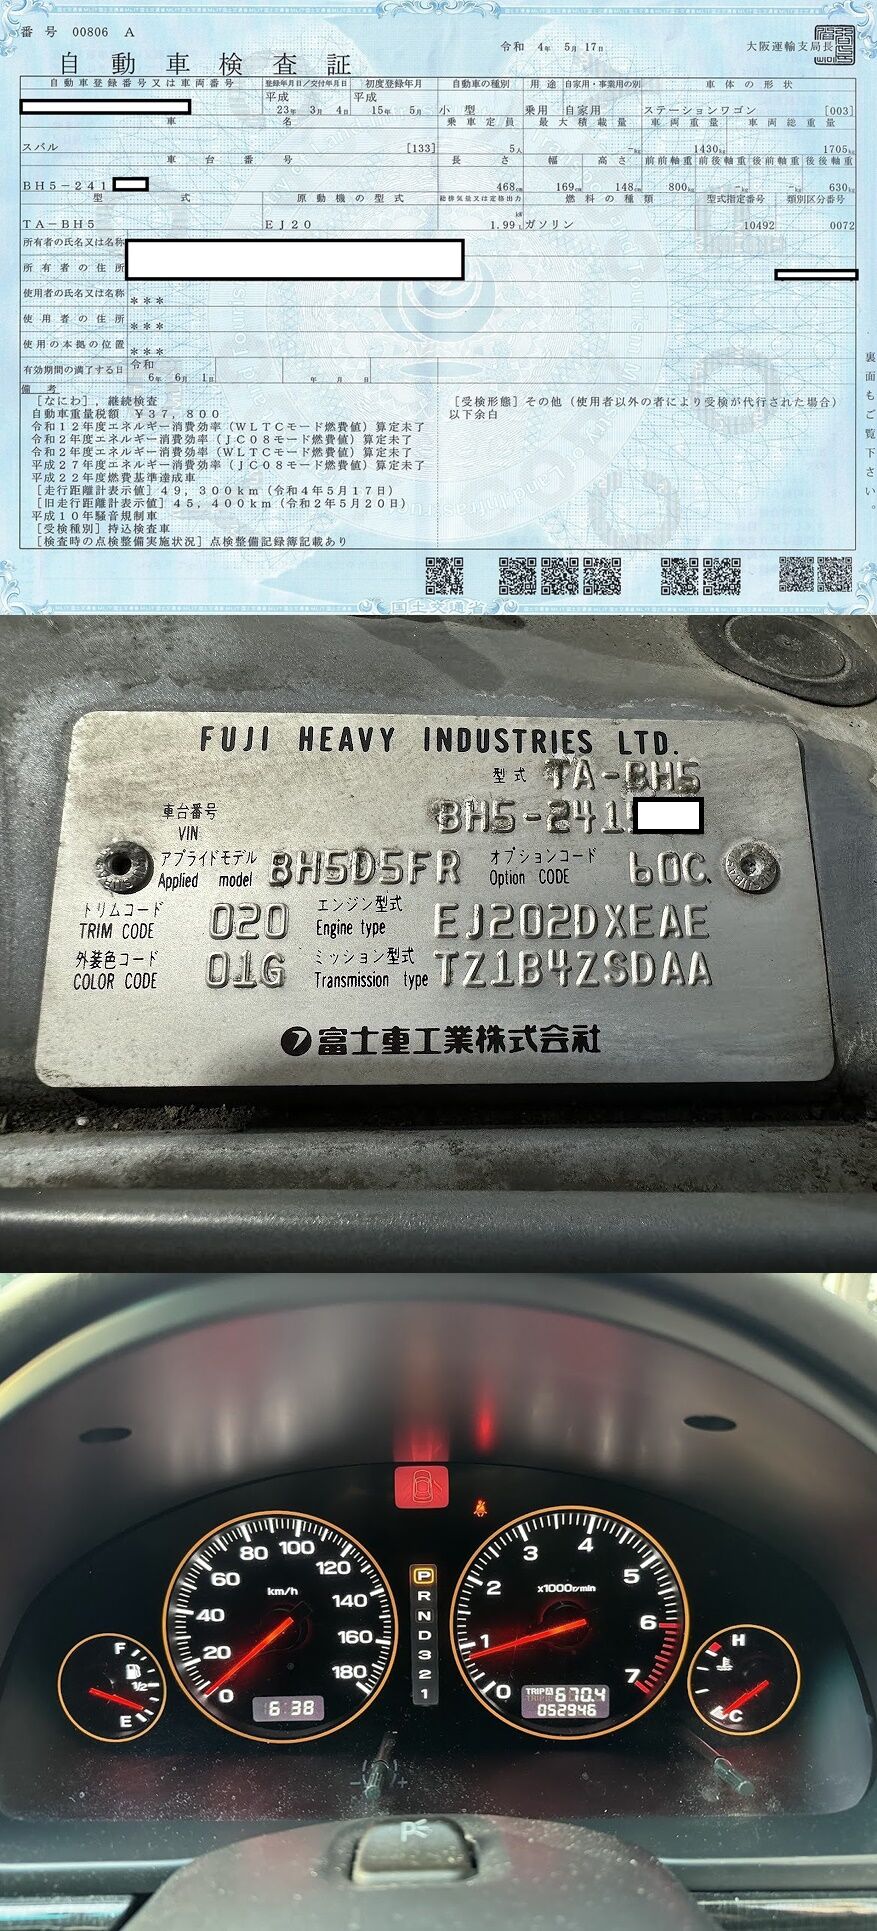 番号 00806 A
令和 4年 5月 17日
大阪運輸支局長
自動車検査証
自動車登録番号又は車両番号 登録年月日/交付年月日 初度登録年月 自動車の種別 用途 自家用・事業用の別 車体の形状
平成 23年 3月 4日 平成 15年 5月 小型 乗用 自家用 ステーションワゴン [003]
車名 乗車定員 最大積載量 車両重量 車両総重量
スバル [133] 5人 -kg 1430kg 1705kg
車台番号 長さ 幅 高さ 前前軸重 前後軸重 後前軸重 後後軸重
BH5-241 468cm 169cm 148cm 800kg -kg -kg 630kg
型式 原動機の型式 総排気量又は定格出力 燃料の種類 型式指定番号 類別区分番号
TA-BH5 EJ20 1.99 kW L ガソリン 10492 0072
所有者の氏名又は名称
所有者の住所
使用者の氏名又は名称 ***
使用者の住所 ***
使用の本拠の位置 ***
有効期間の満了する日 令和 6年 6月 1日 年 月 日
備考
[なにわ],継続検査
自動車重量税額 ¥37,800
令和12年度エネルギー消費効率(WLTCモード燃費値)算定未了
令和2年度エネルギー消費効率(JC08モード燃費値)算定未了
令和2年度エネルギー消費効率(WLTCモード燃費値)算定未了
平成27年度エネルギー消費効率(JC08モード燃費値)算定未了
平成22年度燃費基準達成車
[走行距離計表示値]49,300km(令和4年5月17日)
[旧走行距離計表示値]45,400km(令和2年5月20日)
平成10年騒音規制車
[受検種別]持込検査車
[検査時の点検整備実施状況]点検整備記録簿記載あり
[受検形態]その他(使用者以外の者により受検が代行された場合)
以下余白
裏面もご覧下さい。
国土交通省
FUJI HEAVY INDUSTRIES LTD.
型式 TA-BH5
車台番号 VIN BH5-241
アプライドモデル Applied model BH5D5FR オプションコード Option CODE 60C
トリムコード TRIM CODE 020 エンジン型式 Engine type EJ202DXEAE
外装色コード COLOR CODE 01G ミッション型式 Transmission type TZ1B4ZSDAA
富士重工業株式会社
F 1/2 E
0 20 40 60 80 100 120 140 160 180
km/h
6:38
P
R
N
D
3
2
1
0 1 2 3 4 5 6 7
x1000r/min
TRIP A 670.4
052946
H
C